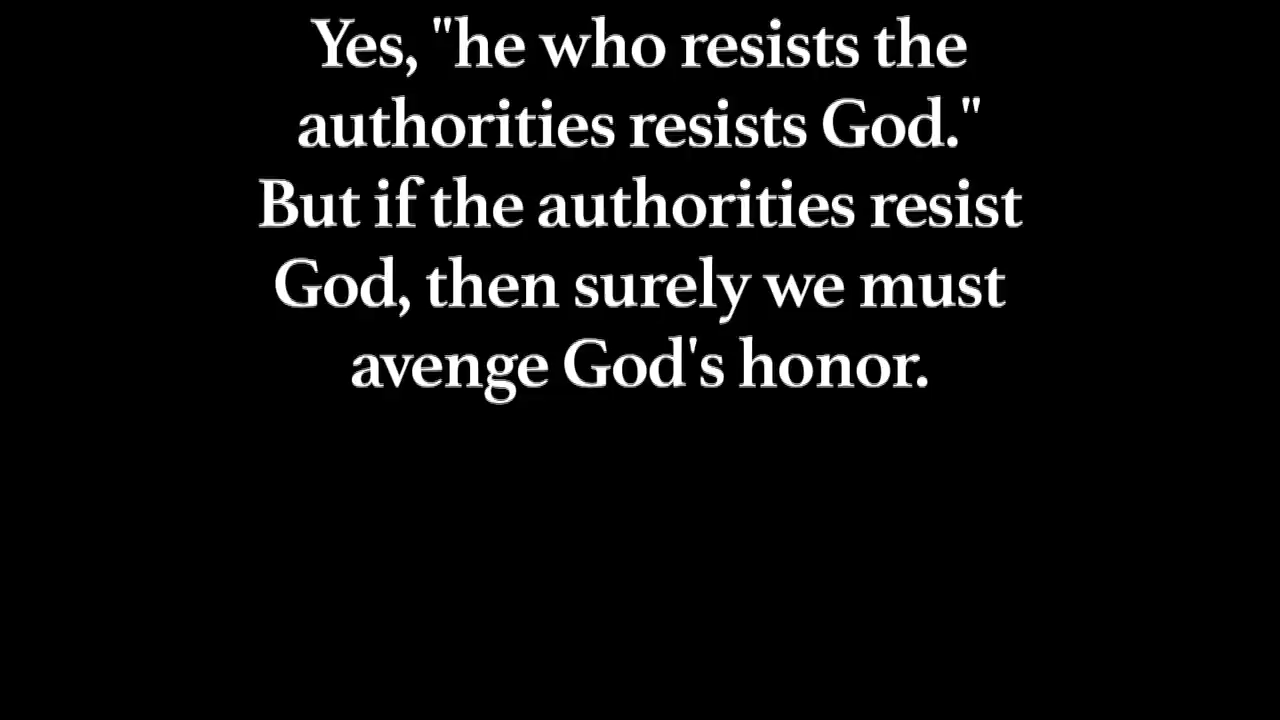 Yes, "he who resists the
authorities resists God."
But if the authorities resist
God, then surely we must
avenge God's honor.